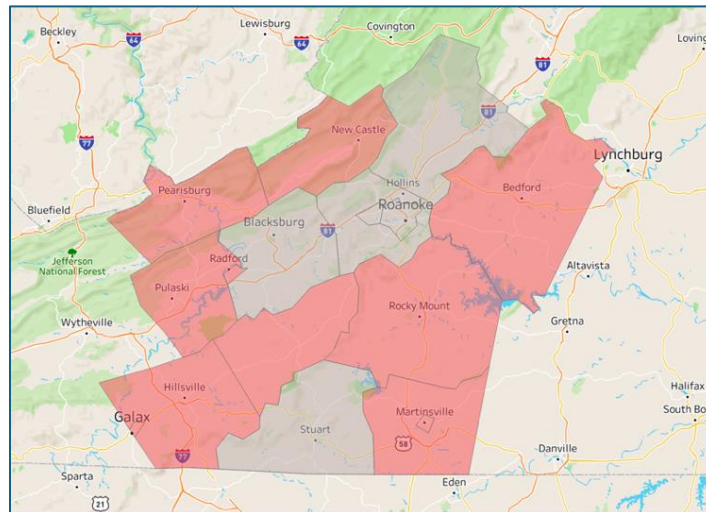 Beckley
Lewisburg
64
Covington
64
81
Loving
77
81
New Castle
Lynchburg
Hollins
Pearisburg
Bedford
Bluefield
Roanoke
Blacksburg
81
Jefferson
National Forest
Radford
Altavista
Pulaski
Rocky Mount
Wytheville
Gretna
Hillsville
Halifax
Galax
Martinsville
South Bo
Stuart
58
77
Danville
Sparta
Eden
21